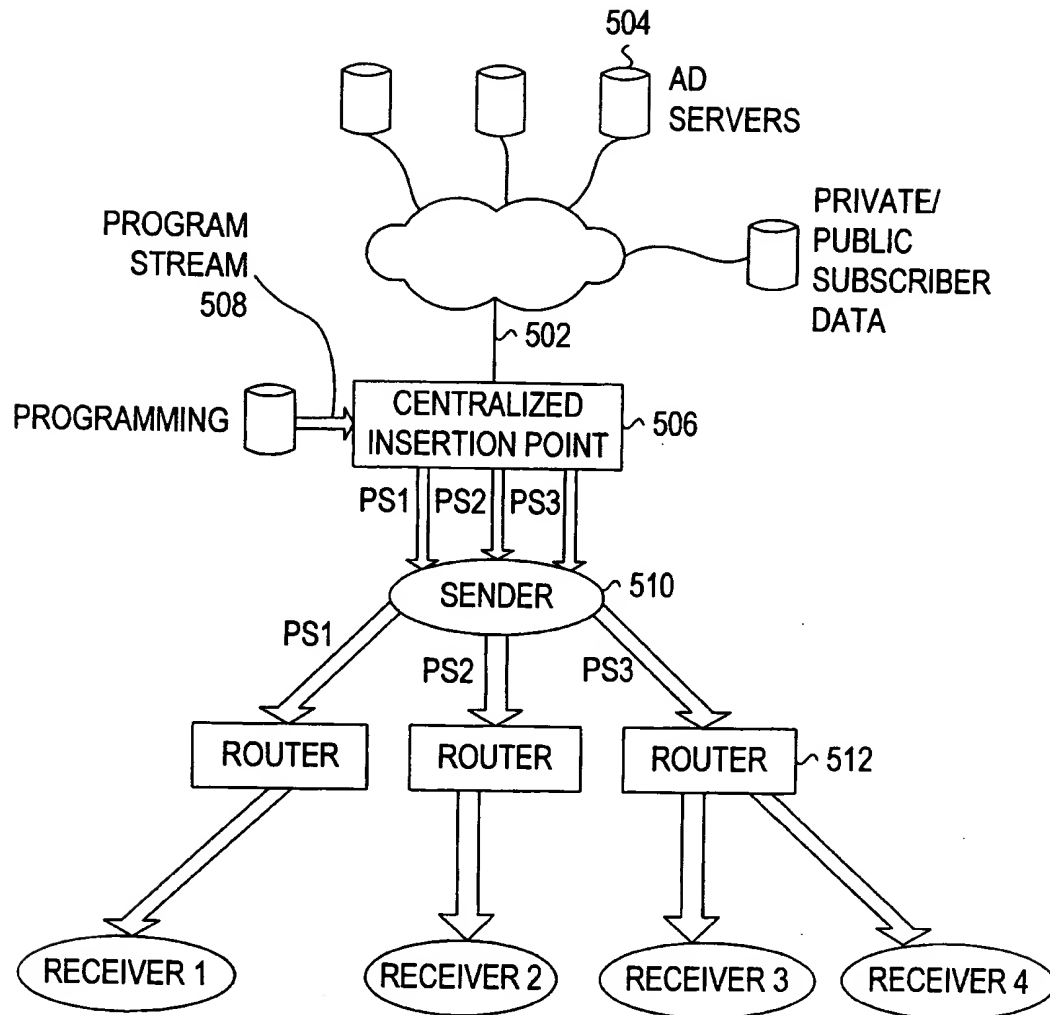 504
AD
SERVERS
PRIVATE/
PUBLIC
SUBSCRIBER
DATA
PROGRAM
STREAM
508
502
PROGRAMMING
CENTRALIZED
INSERTION POINT
506
PS1
PS2
PS3
SENDER
510
PS1
PS2
PS3
ROUTER
ROUTER
ROUTER
512
RECEIVER 1
RECEIVER 2
RECEIVER 3
RECEIVER 4